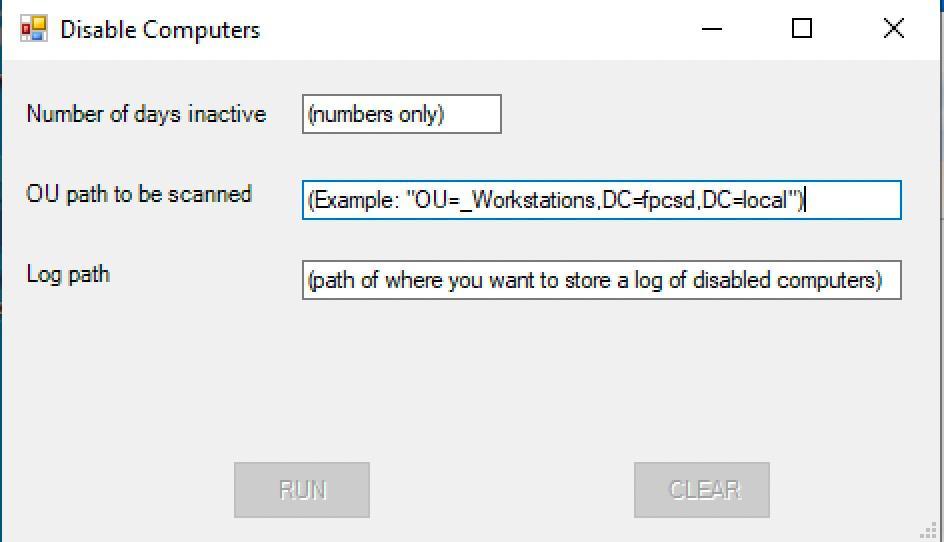 Disable Computers
Number of days inactive (numbers only)
OU path to be scanned (Example: "OU=_Workstations,DC=fpcsd,DC=local")
Log path (path of where you want to store a log of disabled computers)
RUN CLEAR